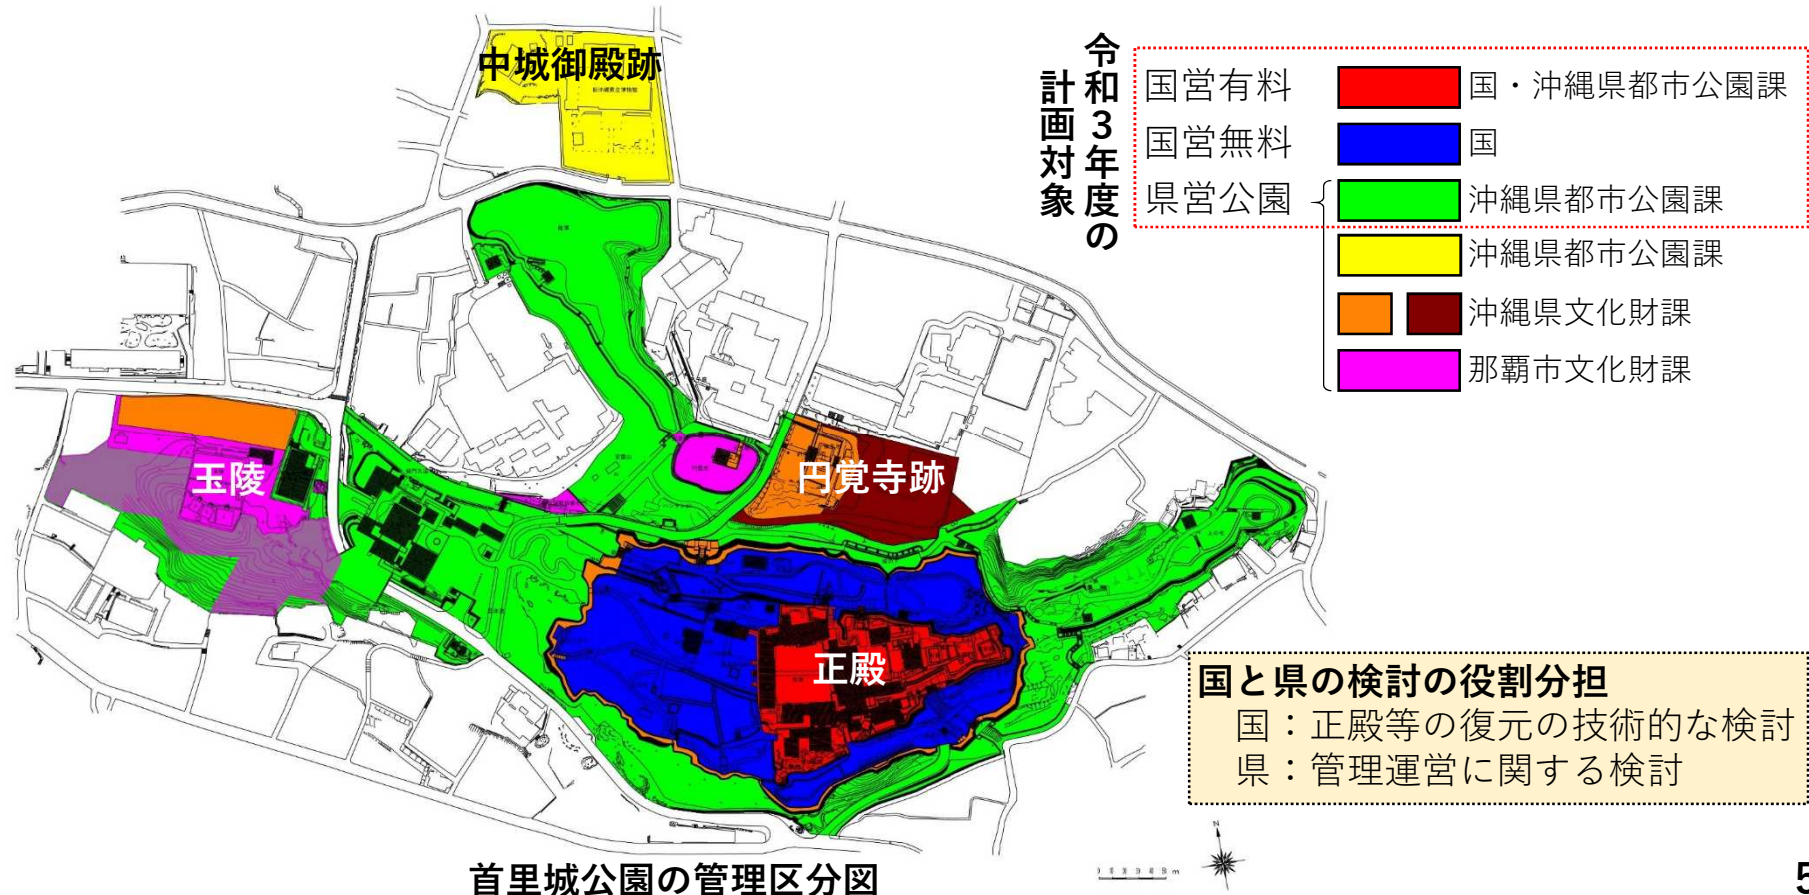 中城御殿跡
令和3年度の
計画対象
国営有料
国・沖縄県都市公園課
国営無料
国
県営公園
沖縄県都市公園課
沖縄県都市公園課
沖縄県文化財課
那覇市文化財課
玉陵
円覚寺跡
正殿
国と県の検討の役割分担
国：正殿等の復元の技術的な検討
県：管理運営に関する検討
N
首里城公園の管理区分図
5